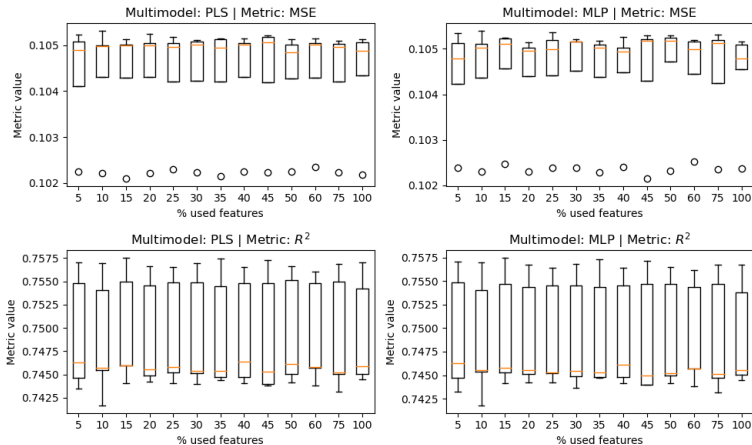 Multimodel: PLS | Metric: MSE
Metric value
0.105
0.104
0.103
0.102
5 10 15 20 25 30 35 40 45 50 60 75 100
% used features
Multimodel: MLP | Metric: MSE
Metric value
0.105
0.104
0.103
0.102
5 10 15 20 25 30 35 40 45 50 60 75 100
% used features
Multimodel: PLS | Metric: R²
Metric value
0.7575
0.7550
0.7525
0.7500
0.7475
0.7450
0.7425
5 10 15 20 25 30 35 40 45 50 60 75 100
% used features
Multimodel: MLP | Metric: R²
Metric value
0.7575
0.7550
0.7525
0.7500
0.7475
0.7450
0.7425
5 10 15 20 25 30 35 40 45 50 60 75 100
% used features